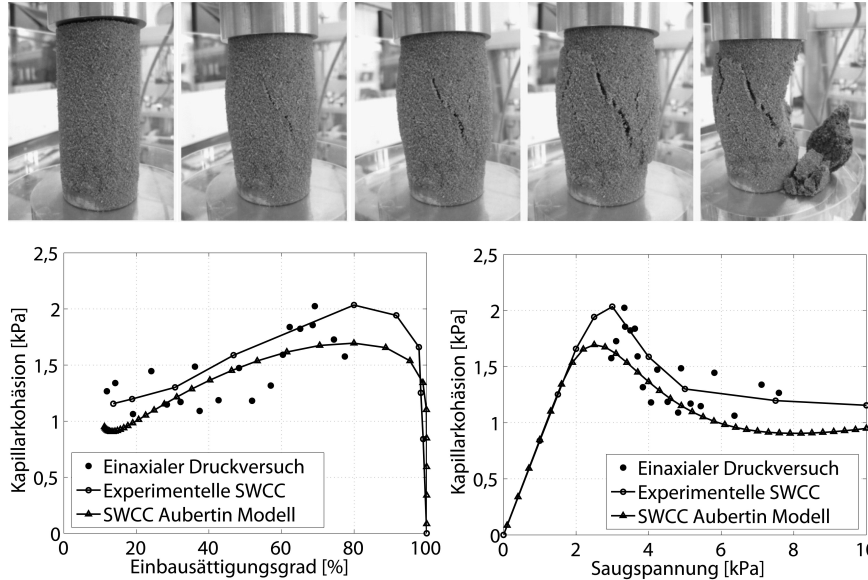 2,5
2
1,5
1
0,5
0
0 20 40 60 80 100
Kapillarkohäsion [kPa]
Einbausättigungsgrad [%]
Einaxialer Druckversuch
Experimentelle SWCC
SWCC Aubertin Modell
2,5
2
1,5
1
0,5
0
0 2 4 6 8 10
Kapillarkohäsion [kPa]
Saugspannung [kPa]
Einaxialer Druckversuch
Experimentelle SWCC
SWCC Aubertin Modell